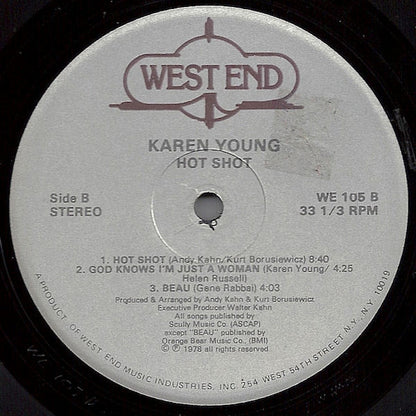 WEST END
KAREN YOUNG
HOT SHOT
Side B
STEREO
WE 105 B
33 1/3 RPM
1. HOT SHOT (Andy Kahn/Kurt Borusiewicz) 8:40
2. GOD KNOWS I'M JUST A WOMAN (Karen Young/ 4:25
Helen Russell)
3. BEAU (Gene Rabbai) 4:03
Produced & Arranged by Andy Kahn & Kurt Borusiewicz
Executive Producer Walter Kahn
All songs published by
Scully Music Co. (ASCAP)
except "BEAU" published by
Orange Bear Music Co., (BMI)
© ℗ 1978 all rights reserved
A PRODUCT OF WEST END MUSIC INDUSTRIES, INC. 254 WEST 54TH STREET N.Y., N.Y. 10019